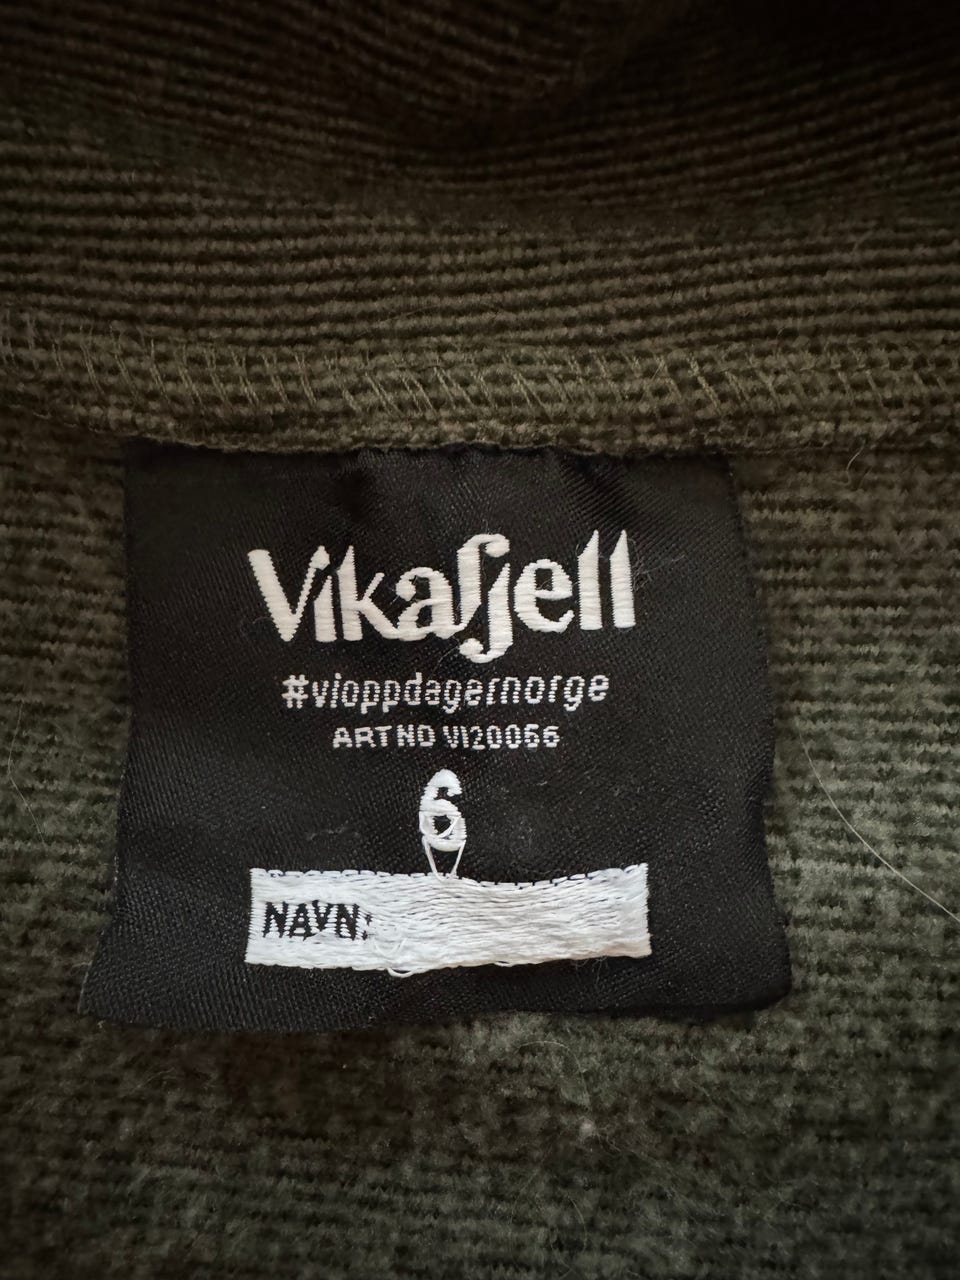 Vikafjell
#vioppdagernorge
ART NO VI20066
6
NAVN: